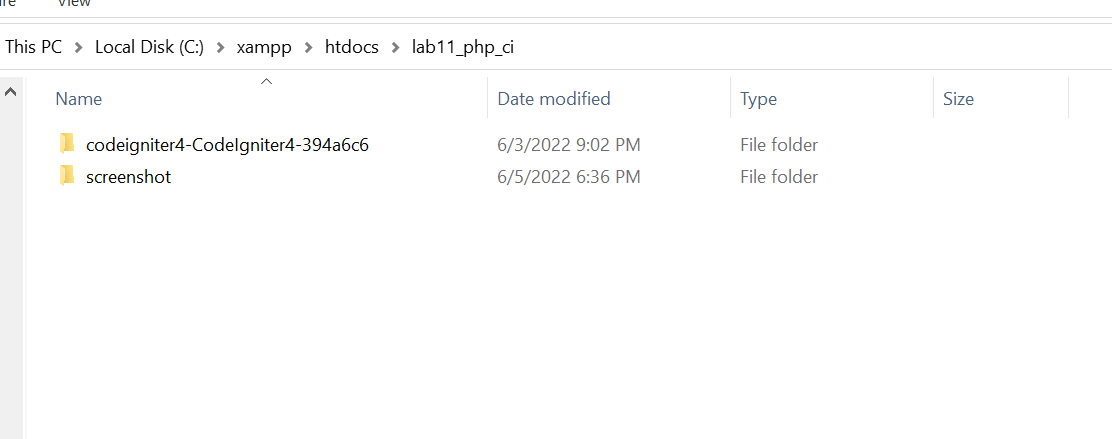 View
This PC > Local Disk (C:) > xampp > htdocs > lab11_php_ci
Name Date modified Type Size
codeigniter4-CodeIgniter4-394a6c6 6/3/2022 9:02 PM File folder
screenshot 6/5/2022 6:36 PM File folder